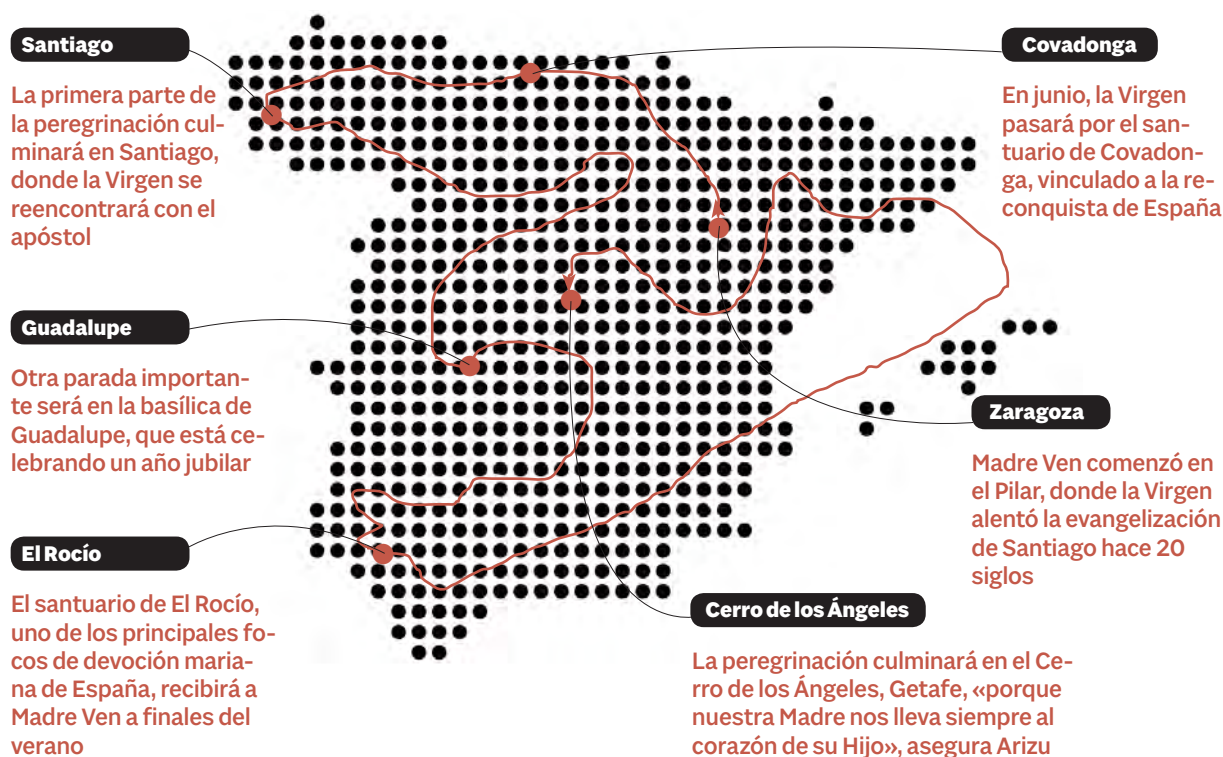 Santiago
La primera parte de
la peregrinación cul-
minará en Santiago,
donde la Virgen se
reencontrará con el
apóstol
Covadonga
En junio, la Virgen
pasará por el san-
tuario de Covadon-
ga, vinculado a la re-
conquista de España
Guadalupe
Otra parada importan-
te será en la basílica de
Guadalupe, que está ce-
lebrando un año jubilar
Zaragoza
Madre Ven comenzó en
el Pilar, donde la Virgen
alentó la evangelización
de Santiago hace 20
siglos
El Rocío
El santuario de El Rocío,
uno de los principales fo-
cos de devoción maria-
na de España, recibirá a
Madre Ven a finales del
verano
Cerro de los Ángeles
La peregrinación culminará en el Ce-
rro de los Ángeles, Getafe, «porque
nuestra Madre nos lleva siempre al
corazón de su Hijo», asegura Arizu